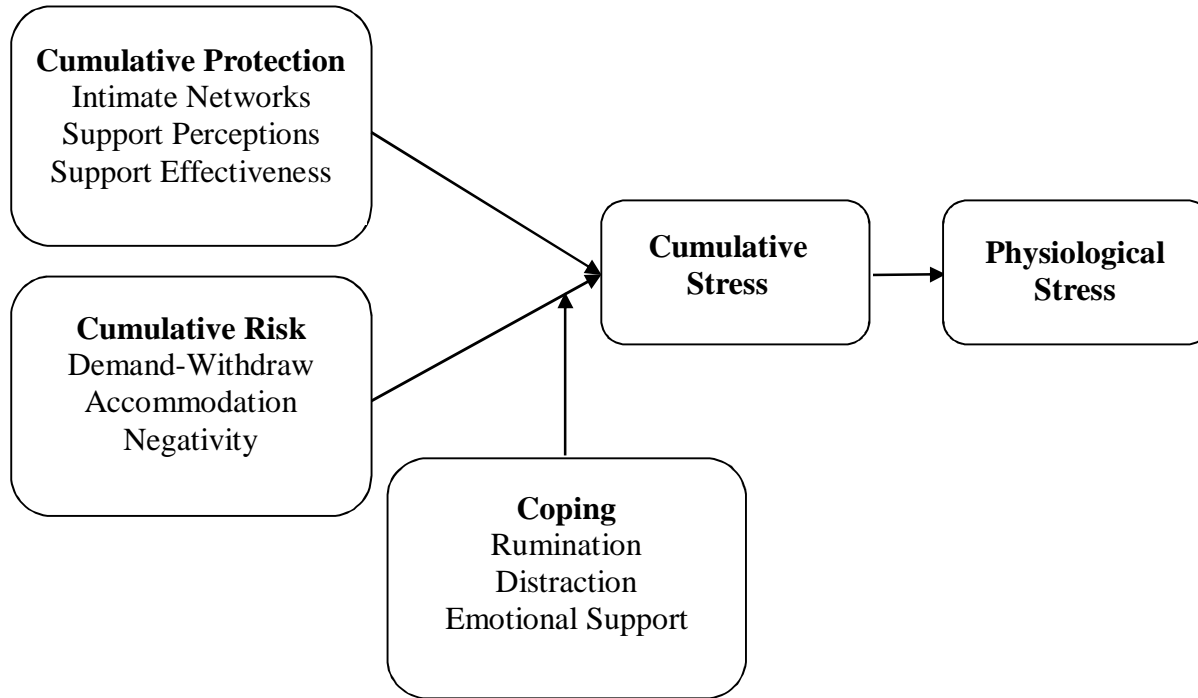 Cumulative Protection
Intimate Networks
Support Perceptions
Support Effectiveness
Cumulative Risk
Demand-Withdraw
Accommodation
Negativity
Coping
Rumination
Distraction
Emotional Support
Cumulative
Stress
Physiological
Stress